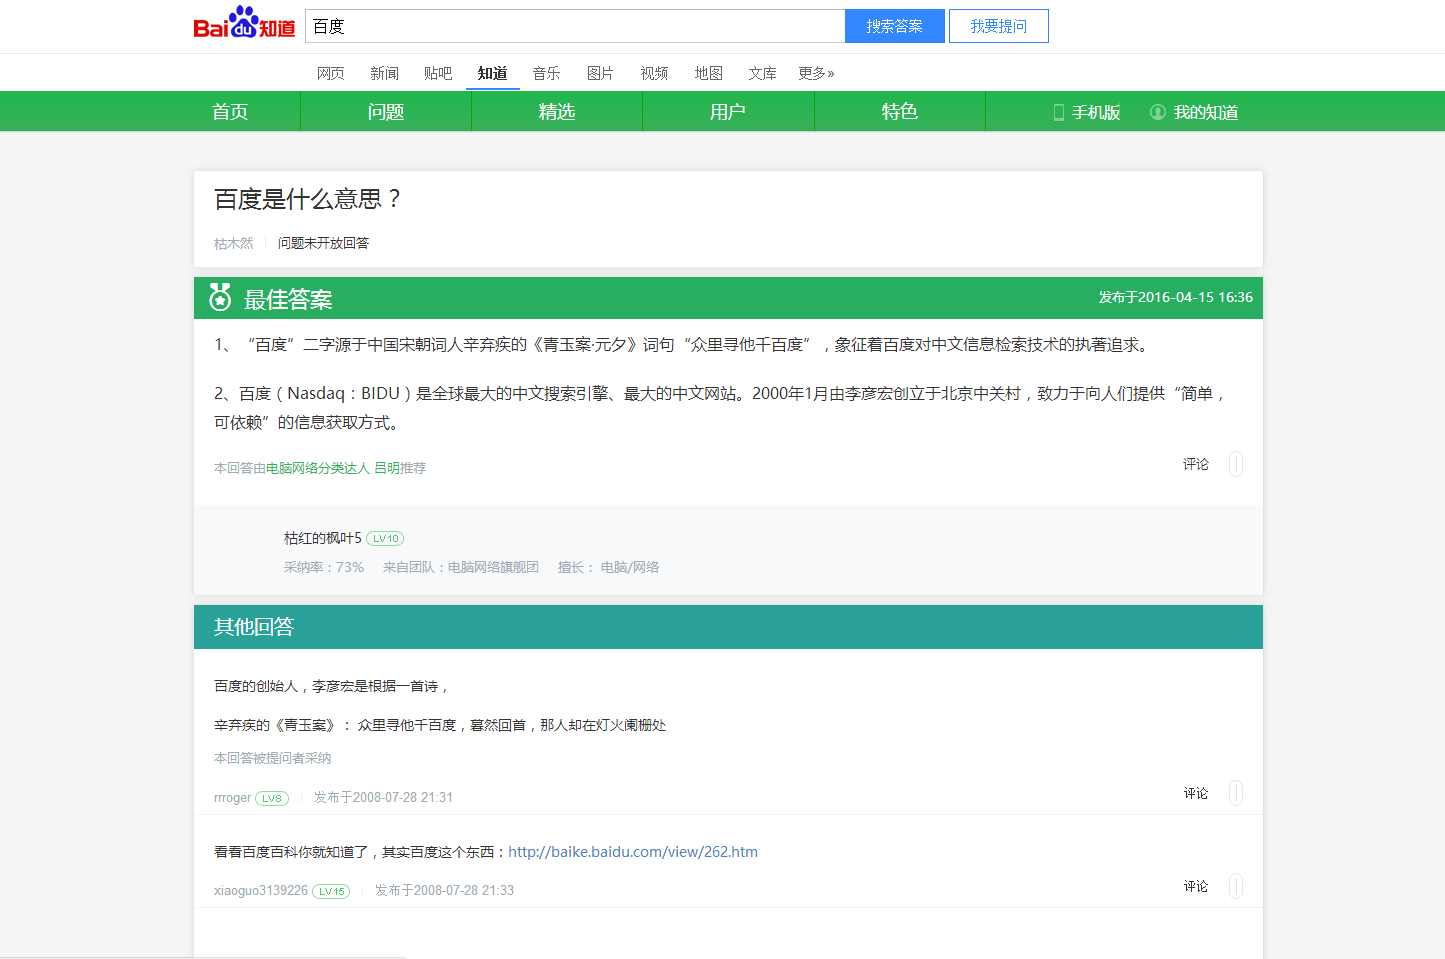 Bai du 知道
百度
搜索答案
我要提问
网页 新闻 贴吧 知道 音乐 图片 视频 地图 文库 更多»
首页 问题 精选 用户 特色 手机版 我的知道
百度是什么意思？
枯木然 问题未开放回答
最佳答案 发布于2016-04-15 16:36
1、“百度”二字源于中国宋朝词人辛弃疾的《青玉案·元夕》词句“众里寻他千百度”，象征着百度对中文信息检索技术的执著追求。
2、百度（Nasdaq：BIDU）是全球最大的中文搜索引擎、最大的中文网站。2000年1月由李彦宏创立于北京中关村，致力于向人们提供“简单，
可依赖”的信息获取方式。
本回答由电脑网络分类达人 吕明推荐 评论
枯红的枫叶5 LV10
采纳率：73% 来自团队：电脑网络旗舰团 擅长： 电脑/网络
其他回答
百度的创始人，李彦宏是根据一首诗，
辛弃疾的《青玉案》： 众里寻他千百度，暮然回首，那人却在灯火阑栅处
本回答被提问者采纳
rrroger LV8 发布于2008-07-28 21:31 评论
看看百度百科你就知道了，其实百度这个东西：http://baike.baidu.com/view/262.htm
xiaoguo3139226 LV15 发布于2008-07-28 21:33 评论